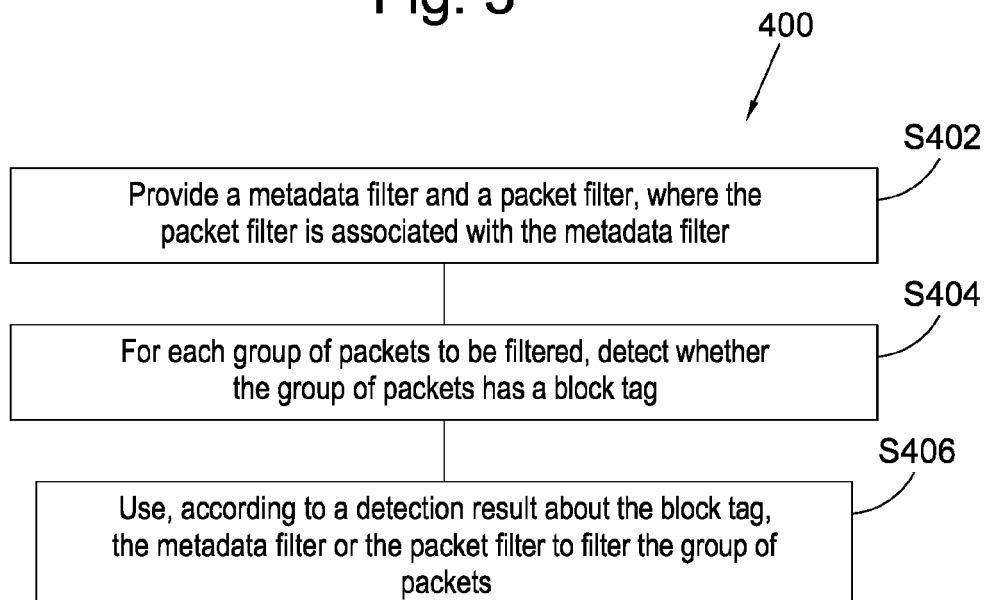 400
S402
Provide a metadata filter and a packet filter, where the
packet filter is associated with the metadata filter
S404
For each group of packets to be filtered, detect whether
the group of packets has a block tag
S406
Use, according to a detection result about the block tag,
the metadata filter or the packet filter to filter the group of
packets